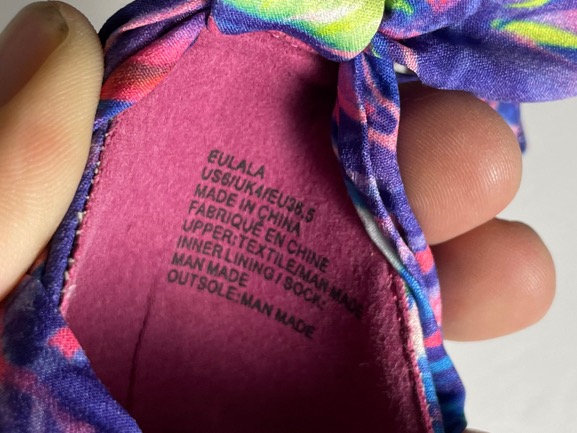 EULALA
US6/UK4/EU36.5
MADE IN CHINA
FABRIQUÉ EN CHINE
UPPER:TEXTILE/MAN MADE
INNER LINING / SOCK:
MAN MADE
OUTSOLE:MAN MADE